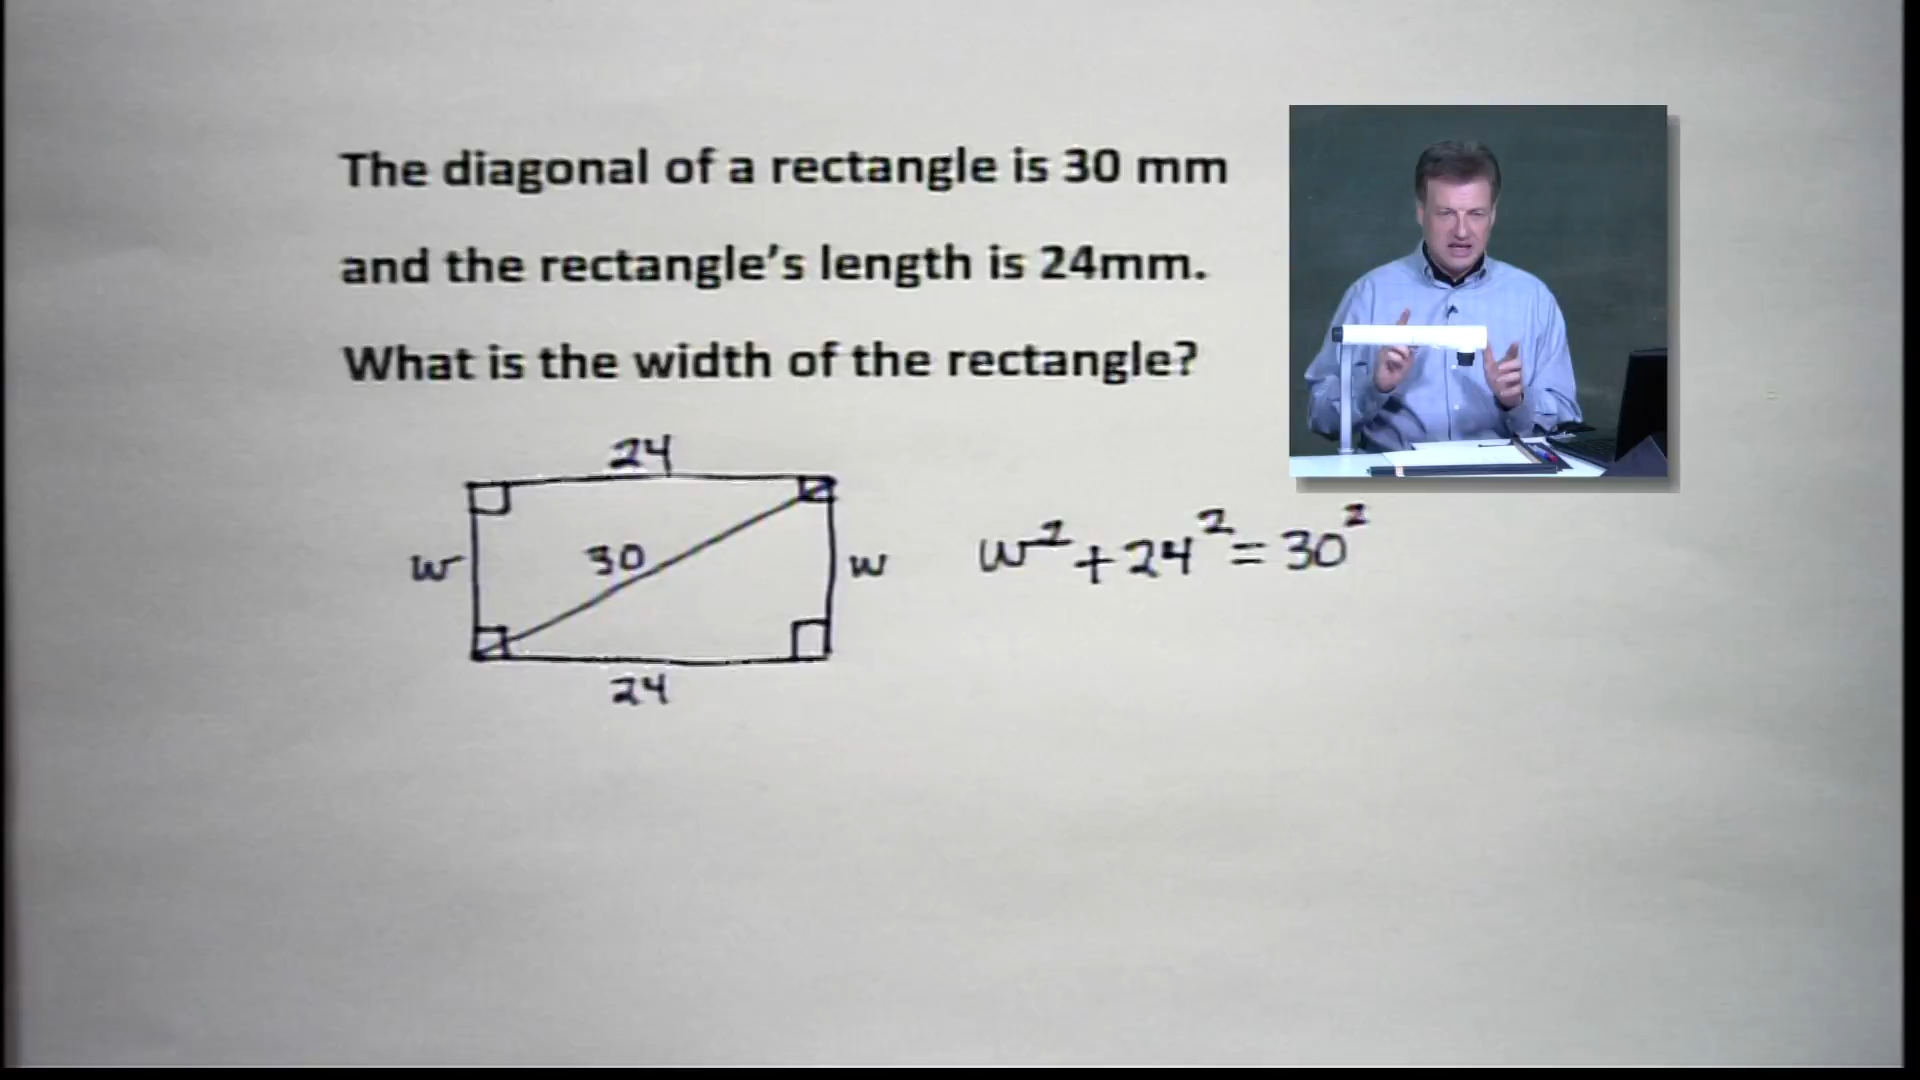 The diagonal of a rectangle is 30 mm
and the rectangle's length is 24mm.
What is the width of the rectangle?
24
30
w
w
w² + 24² = 30²
24